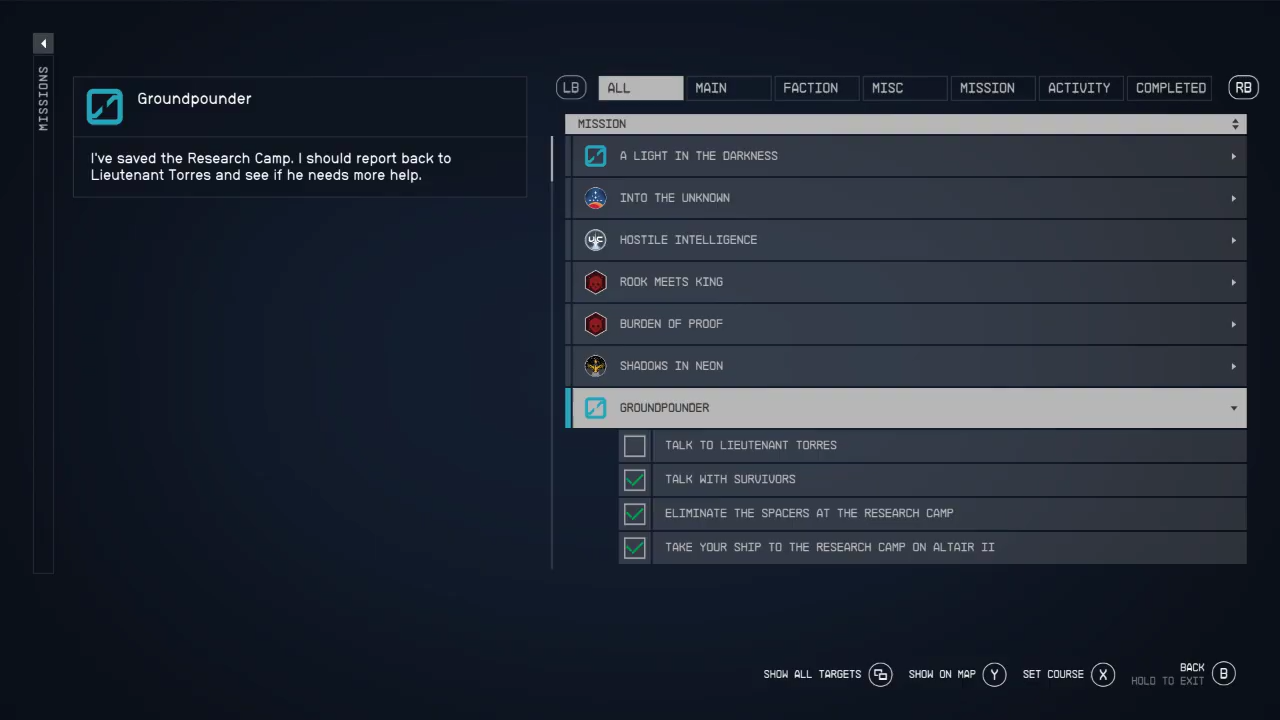 MISSIONS
Groundpounder
I've saved the Research Camp. I should report back to
Lieutenant Torres and see if he needs more help.
LB
ALL
MAIN
FACTION
MISC
MISSION
ACTIVITY
COMPLETED
RB
MISSION
A LIGHT IN THE DARKNESS
INTO THE UNKNOWN
UC
HOSTILE INTELLIGENCE
ROOK MEETS KING
BURDEN OF PROOF
SHADOWS IN NEON
GROUNDPOUNDER
TALK TO LIEUTENANT TORRES
TALK WITH SURVIVORS
ELIMINATE THE SPACERS AT THE RESEARCH CAMP
TAKE YOUR SHIP TO THE RESEARCH CAMP ON ALTAIR II
SHOW ALL TARGETS
SHOW ON MAP Y
SET COURSE X
BACK B
HOLD TO EXIT